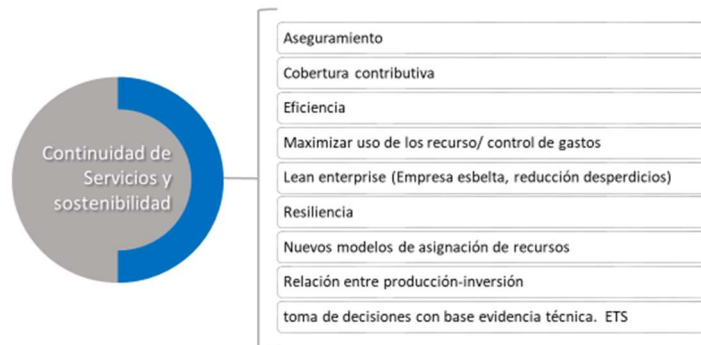 Continuidad de
Servicios y
sostenibilidad
Aseguramiento
Cobertura contributiva
Eficiencia
Maximizar uso de los recurso/ control de gastos
Lean enterprise (Empresa esbelta, reducción desperdicios)
Resiliencia
Nuevos modelos de asignación de recursos
Relación entre producción-inversión
toma de decisiones con base evidencia técnica. ETS